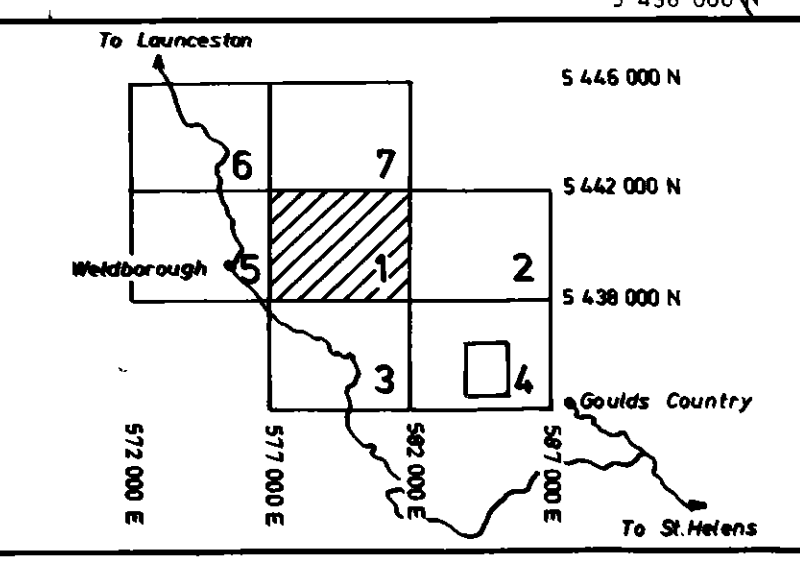 To Launceston
5 446 000 N
6
7
5 442 000 N
Weldborough
5
1
2
5 438 000 N
3
4
Goulds Country
572 000 E
577 000 E
582 000 E
587 000 E
To St.Helens